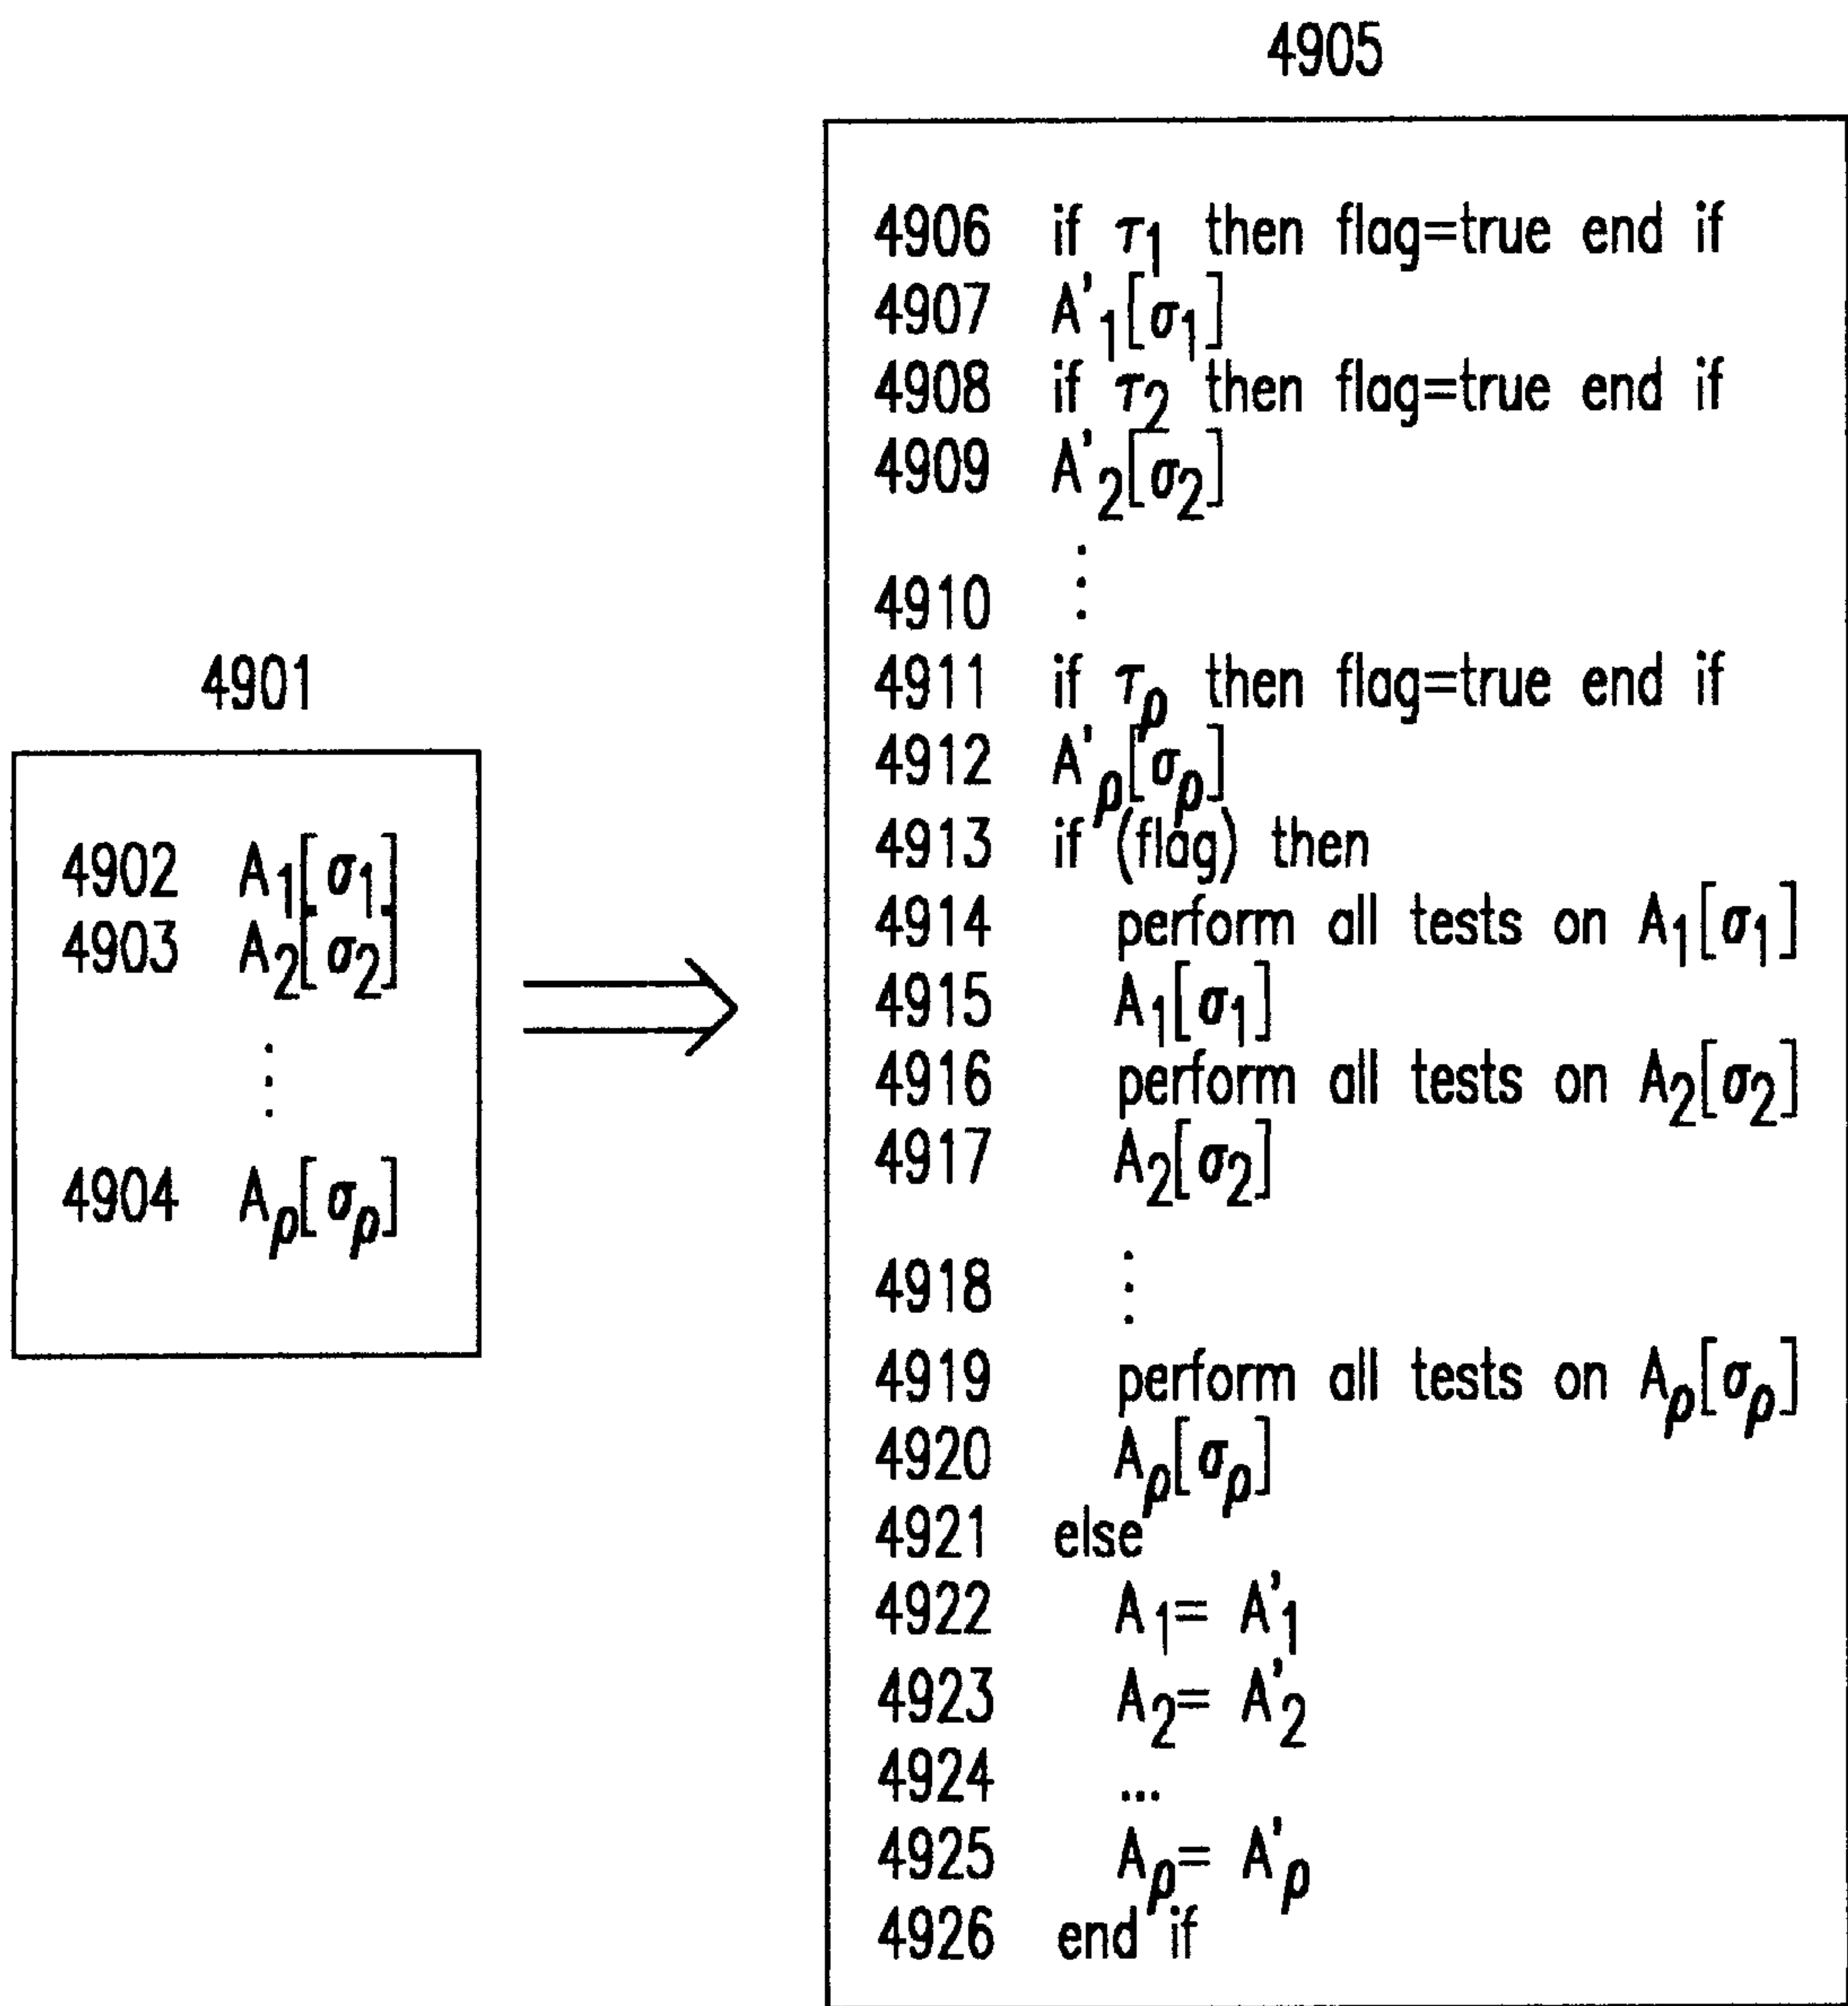 4901
4902 A₁[σ₁]
4903 A₂[σ₂]
⋮
4904 Aρ[σρ]
4905
4906 if τ₁ then flag=true end if
4907 A'₁[σ₁]
4908 if τ₂ then flag=true end if
4909 A'₂[σ₂]
4910 ⋮
4911 if τρ then flag=true end if
4912 A'ρ[σρ]
4913 if (flag) then
4914 perform all tests on A₁[σ₁]
4915 A₁[σ₁]
4916 perform all tests on A₂[σ₂]
4917 A₂[σ₂]
4918 ⋮
4919 perform all tests on Aρ[σρ]
4920 Aρ[σρ]
4921 else
4922 A₁= A'₁
4923 A₂= A'₂
4924 ...
4925 Aρ= A'ρ
4926 end if